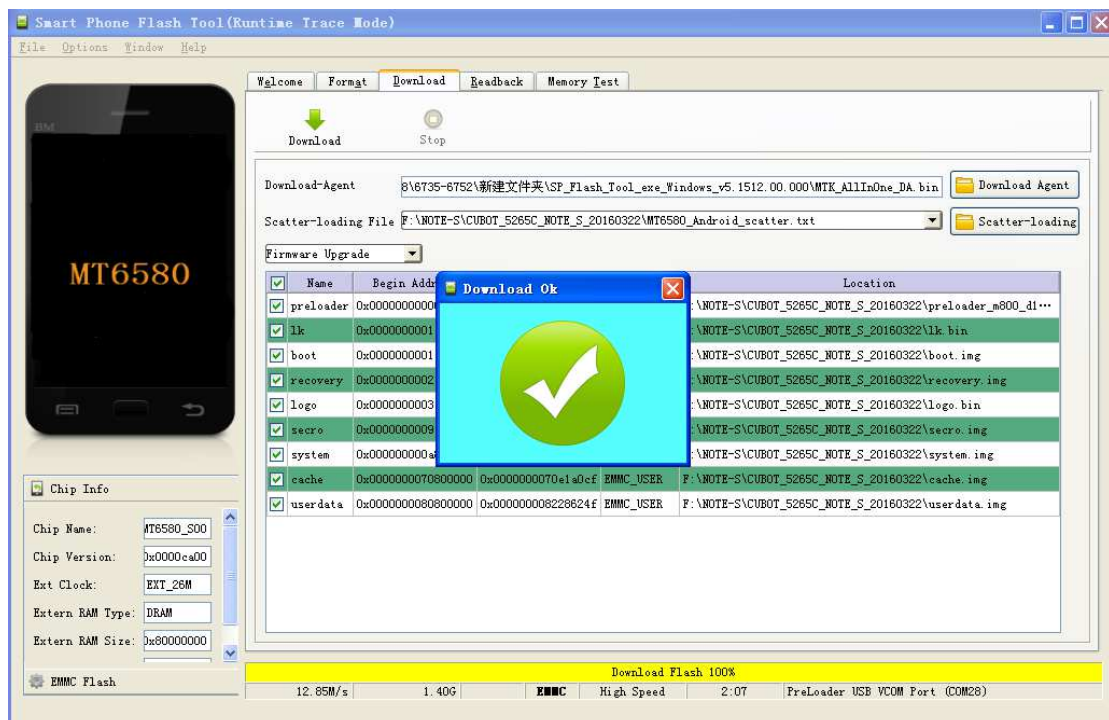 Smart Phone Flash Tool(Runtime Trace Mode)
File Options Window Help
Welcome Format Download Readback Memory Test
BM
Download Stop
Download-Agent 8\6735-6752\新建文件夹\SP_Flash_Tool_exe_Windows_v5.1512.00.000\MTK_AllInOne_DA.bin Download Agent
Scatter-loading File F:\NOTE-S\CUBOT_5265C_NOTE_S_20160322\MT6580_Android_scatter.txt Scatter-loading
Firmware Upgrade
MT6580
Name Begin Addr Location
Download Ok
preloader 0x0000000000 :\NOTE-S\CUBOT_5265C_NOTE_S_20160322\preloader_m800_d1...
lk 0x0000000001 :\NOTE-S\CUBOT_5265C_NOTE_S_20160322\lk.bin
boot 0x0000000001 :\NOTE-S\CUBOT_5265C_NOTE_S_20160322\boot.img
recovery 0x0000000002 :\NOTE-S\CUBOT_5265C_NOTE_S_20160322\recovery.img
logo 0x0000000003 :\NOTE-S\CUBOT_5265C_NOTE_S_20160322\logo.bin
secro 0x0000000009 :\NOTE-S\CUBOT_5265C_NOTE_S_20160322\secro.img
system 0x000000000a :\NOTE-S\CUBOT_5265C_NOTE_S_20160322\system.img
cache 0x0000000070800000 0x0000000070e1a0cf EMMC_USER F:\NOTE-S\CUBOT_5265C_NOTE_S_20160322\cache.img
userdata 0x0000000080800000 0x000000008228624f EMMC_USER F:\NOTE-S\CUBOT_5265C_NOTE_S_20160322\userdata.img
Chip Info
Chip Name: MT6580_S00
Chip Version: 0x0000ca00
Ext Clock: EXT_26M
Extern RAM Type: DRAM
Extern RAM Size: 0x80000000
EMMC Flash
Download Flash 100%
12.85M/s 1.40G EMMC High Speed 2:07 PreLoader USB VCOM Port (COM28)